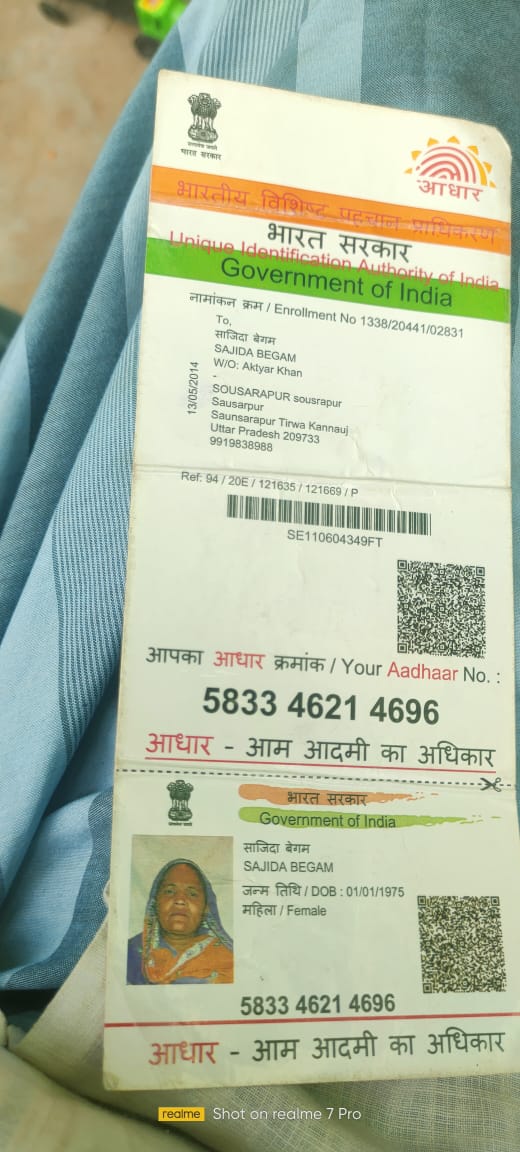 सत्यमेव जयते
भारत सरकार
आधार
भारतीय विशिष्ट पहचान प्राधिकरण
भारत सरकार
Unique Identification Authority of India
Government of India
नामांकन क्रम / Enrollment No 1338/20441/02831
To,
साजिदा बेगम
SAJIDA BEGAM
W/O: Aktyar Khan
-
SOUSARAPUR sousrapur
Sausarpur
Saunsarapur Tirwa Kannauj
Uttar Pradesh 209733
9919838988
13/05/2014
Ref: 94 / 20E / 121635 / 121669 / P
SE110604349FT
आपका आधार क्रमांक / Your Aadhaar No. :
5833 4621 4696
आधार - आम आदमी का अधिकार
भारत सरकार
Government of India
साजिदा बेगम
SAJIDA BEGAM
जन्म तिथि / DOB : 01/01/1975
महिला / Female
5833 4621 4696
आधार - आम आदमी का अधिकार
realme Shot on realme 7 Pro